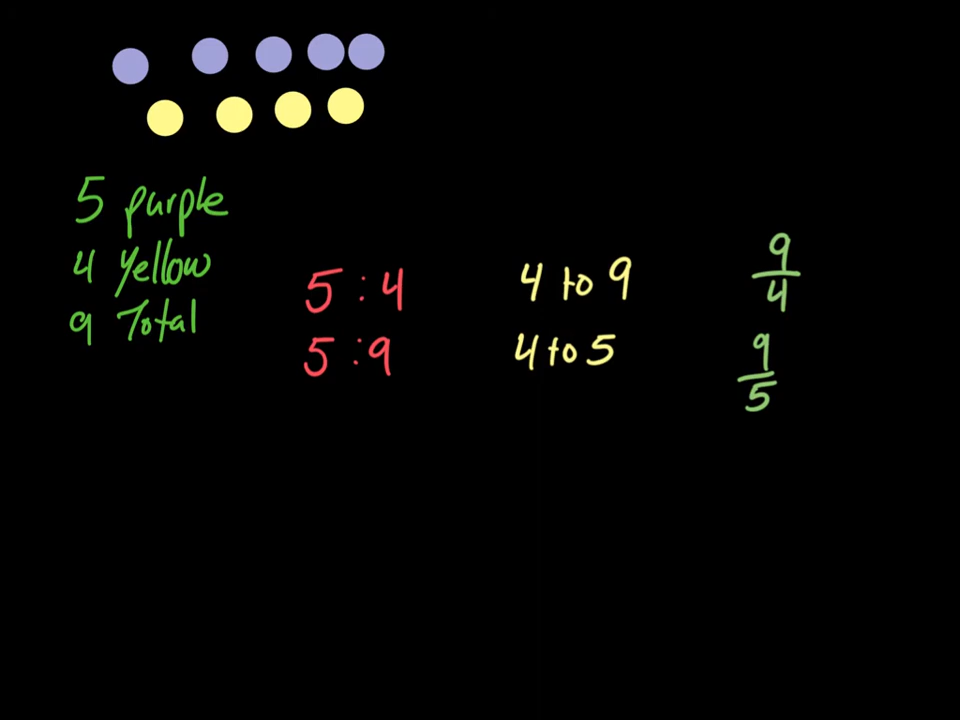 5 purple
4 yellow
9 Total
5:4
5:9
4 to 9
4 to 5
9/4
9/5